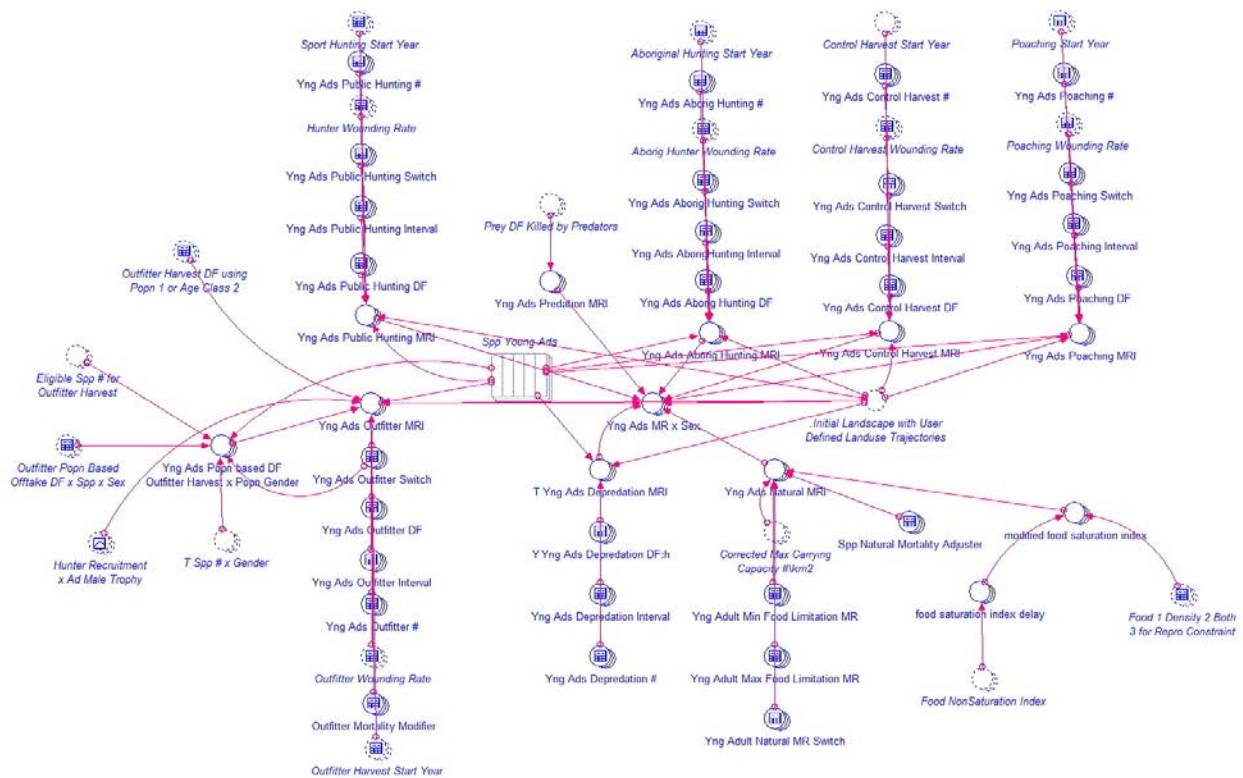 Sport Hunting Start Year
Yng Ads Public Hunting #
Hunter Wounding Rate
Yng Ads Public Hunting Switch
Yng Ads Public Hunting Interval
Yng Ads Public Hunting DF
Yng Ads Public Hunting MRI
Aboriginal Hunting Start Year
Yng Ads Aborig Hunting #
Aborig Hunter Wounding Rate
Yng Ads Aborig Hunting Switch
Yng Ads AborigHunting Interval
Yng Ads Aborig Hunting DF
Yng Ads Aborig Hunting MRI
Control Harvest Start Year
Yng Ads Control Harvest #
Control Harvest Wounding Rate
Yng Ads Control Harvest Switch
Yng Ads Control Harvest Interval
Yng Ads Control Harvest DF
Yng Ads Control Harvest MRI
Poaching Start Year
Yng Ads Poaching #
Poaching Wounding Rate
Yng Ads Poaching Switch
Yng Ads Poaching Interval
Yng Ads Poaching DF
Yng Ads Poaching MRI
Prey DF Killed by Predators
Yng Ads Predation MRI
Outfitter Harvest DF using
Popn 1 or Age Class 2
Spp Young Ads
Eligible Spp # for
Outfitter Harvest
Yng Ads Outfitter MRI
Yng Ads MR x Sex
.Initial Landscape with User
Defined Landuse Trajectories
Outfitter Popn Based
Offtake DF x Spp x Sex
Yng Ads Popn based DF
Outfitter Harvest x Popn Gender
Hunter Recruitment
x Ad Male Trophy
T Spp # x Gender
Yng Ads Outfitter Switch
Yng Ads Outfitter DF
Yng Ads Outfitter Interval
Yng Ads Outfitter #
Outfitter Wounding Rate
Outfitter Mortality Modifier
Outfitter Harvest Start Year
T Yng Ads Depredation MRI
Y Yng Ads Depredation DF:h
Yng Ads Depredation Interval
Yng Ads Depredation #
Yng Ads Natural MRI
Corrected Max Carrying
Capacity #\km2
Yng Adult Min Food Limitation MR
Yng Adult Max Food Limitation MR
Yng Adult Natural MR Switch
Spp Natural Mortality Adjuster
modified food saturation index
food saturation index delay
Food NonSaturation Index
Food 1 Density 2 Both
3 for Repro Constraint